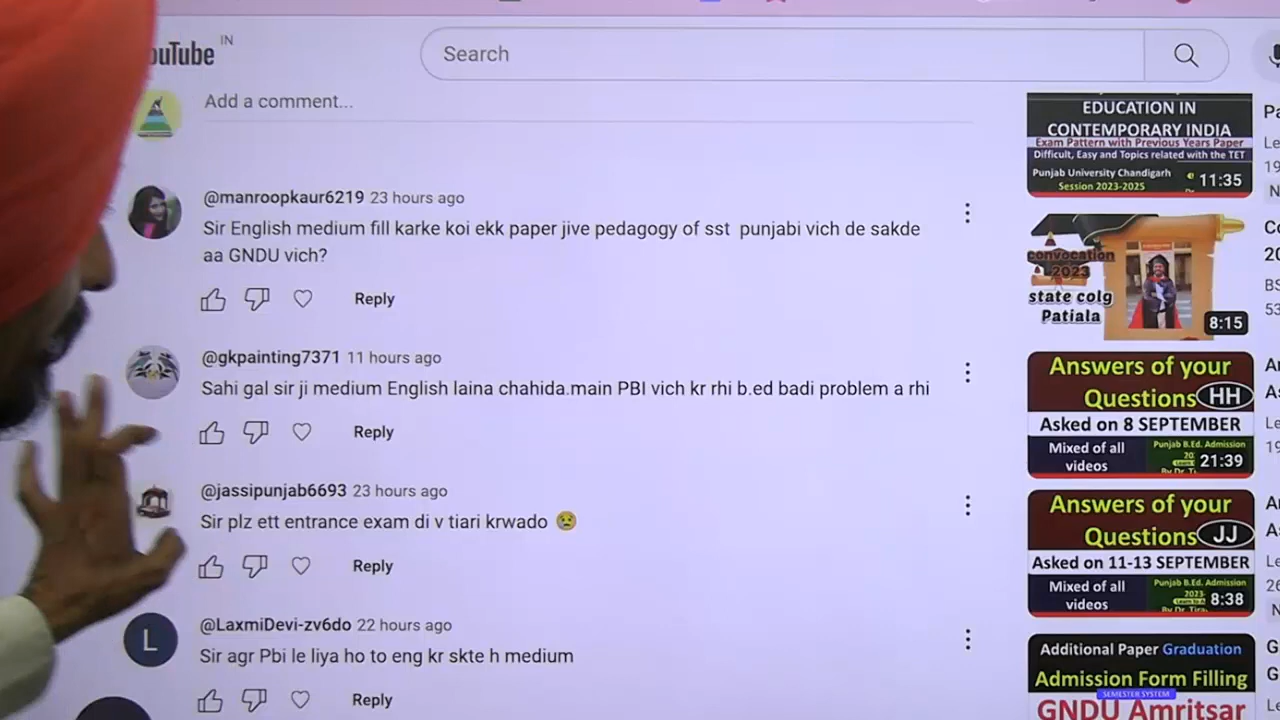 ouTube IN
Search
Add a comment...
@manroopkaur6219 23 hours ago
Sir English medium fill karke koi ekk paper jive pedagogy of sst punjabi vich de sakde
aa GNDU vich?
Reply
@gkpainting7371 11 hours ago
Sahi gal sir ji medium English laina chahida.main PBI vich kr rhi b.ed badi problem a rhi
Reply
@jassipunjab6693 23 hours ago
Sir plz ett entrance exam di v tiari krwado 😢
Reply
L
@LaxmiDevi-zv6do 22 hours ago
Sir agr Pbi le liya ho to eng kr skte h medium
Reply
EDUCATION IN
CONTEMPORARY INDIA
Exam Pattern with Previous Years Paper
Difficult, Easy and Topics related with the TET
Punjab University Chandigarh
Session 2023-2025
11:35
convocation
2023
state colg
Patiala
8:15
Answers of your
Questions HH
Asked on 8 SEPTEMBER
Mixed of all
videos
Punjab B.Ed. Admission
21:39
Answers of your
Questions JJ
Asked on 11-13 SEPTEMBER
Mixed of all
videos
Punjab B.Ed. Admission
2023-
8:38
Additional Paper Graduation
Admission Form Filling
SEMESTER SYSTEM
GNDU Amritsar